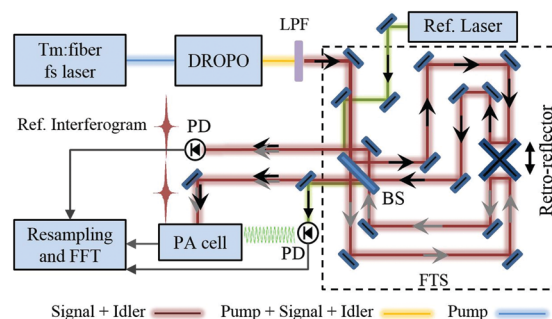 LPF
Ref. Laser
Tm:fiber
fs laser
DROPO
Ref. Interferogram
PD
BS
Retro-reflector
Resampling
and FFT
PA cell
PD
FTS
Signal + Idler
Pump + Signal + Idler
Pump